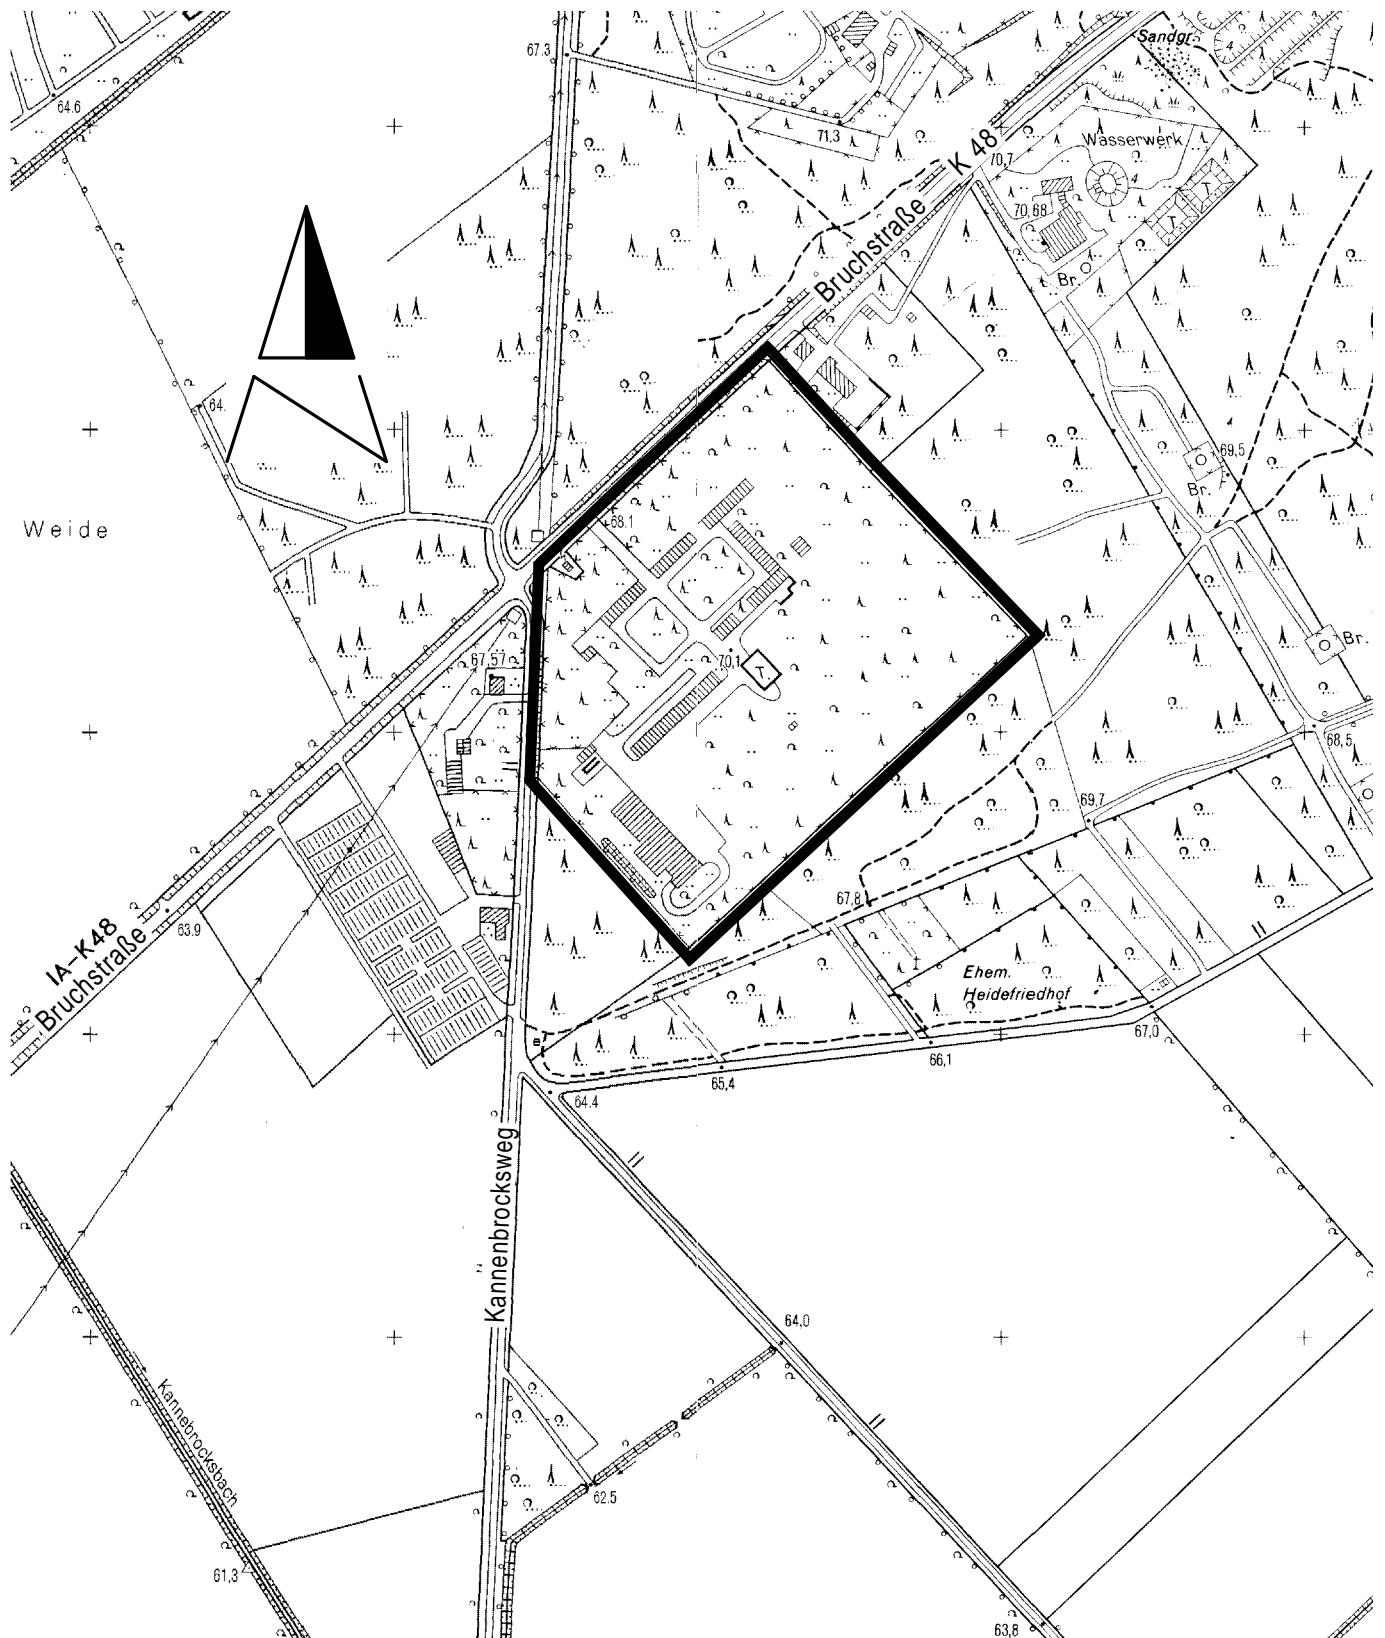 67.3
Sandgr.
4
64.6
71.3
K 48
70,7
Wasserwerk
4
70,68
T
T
Br.
Bruchstraße
64.
69,5
Br.
Weide
68.1
Br.
67,57
70,1
T.
68,5
69,7
67,8
IA-K48
Bruchstraße
63.9
Ehem.
Heidefriedhof
67,0
66,1
65,4
64.4
Kannenbrocksweg
64,0
Kannebrocksbach
62.5
61,3
63,8